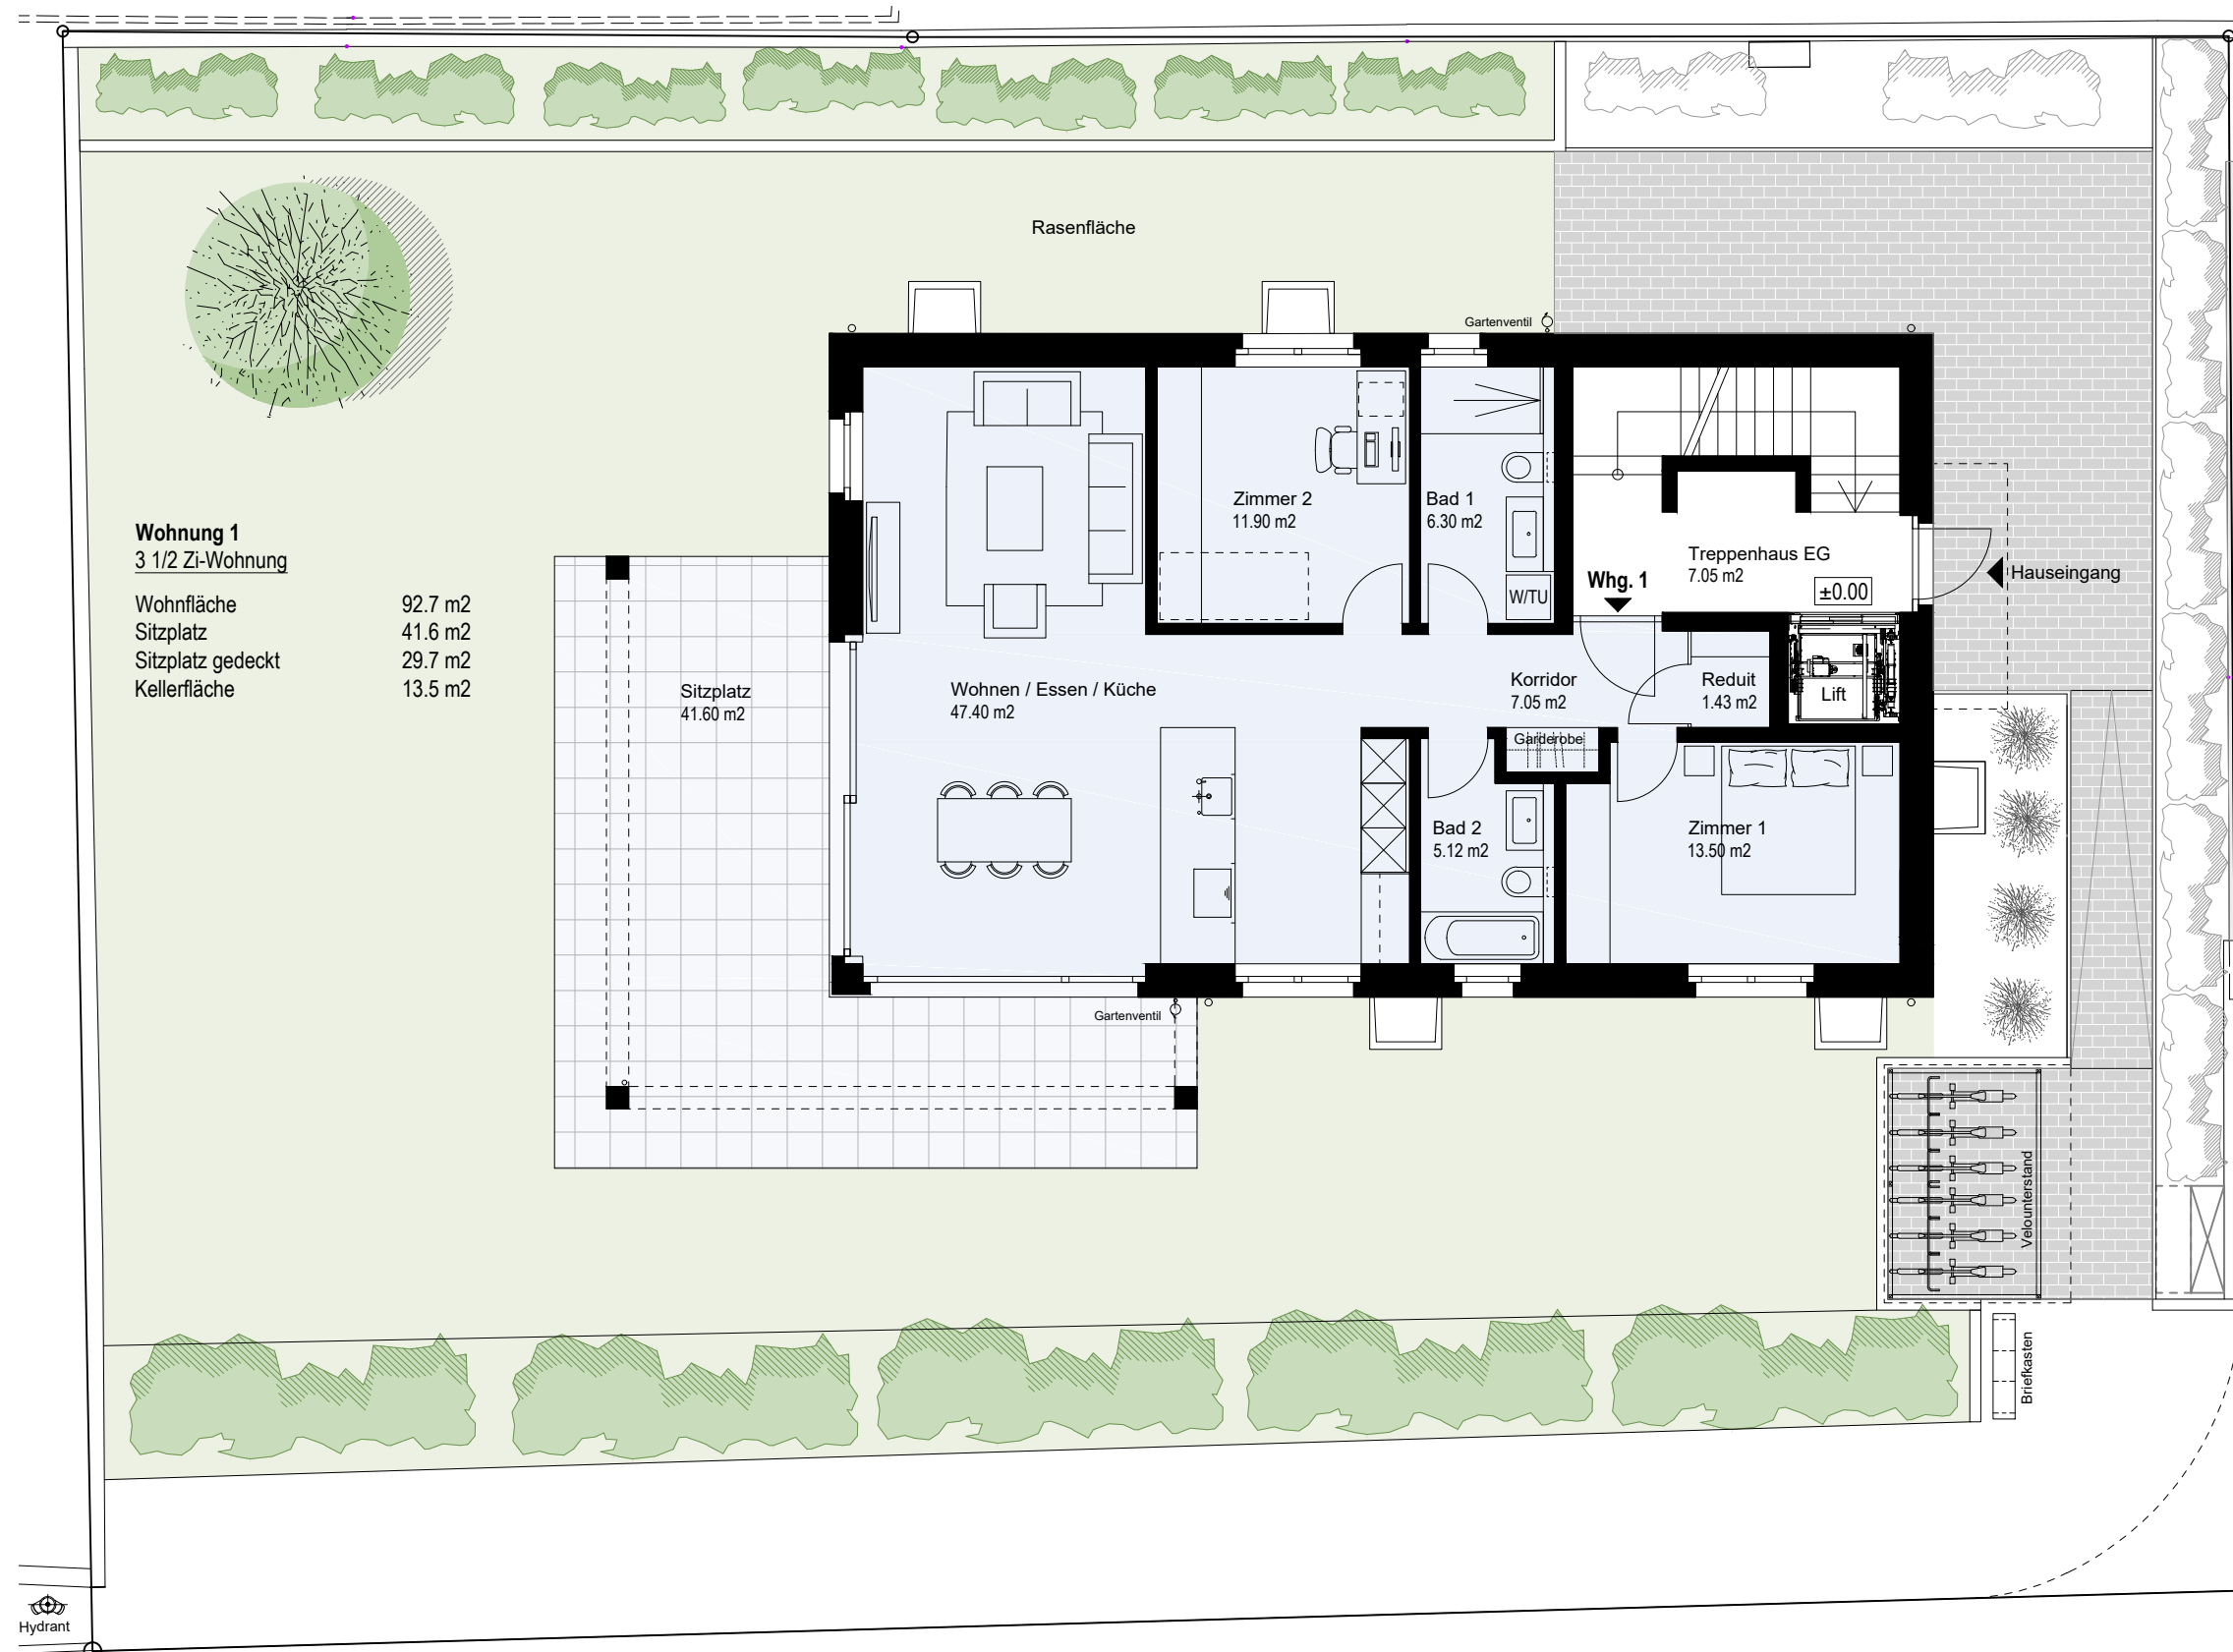 Rasenfläche
Gartenventil
Wohnung 1
3 1/2 Zi-Wohnung
Wohnfläche 92.7 m2
Sitzplatz 41.6 m2
Sitzplatz gedeckt 29.7 m2
Kellerfläche 13.5 m2
Zimmer 2
11.90 m2
Bad 1
6.30 m2
W/TU
Whg. 1
Treppenhaus EG
7.05 m2
±0.00
Hauseingang
Sitzplatz
41.60 m2
Wohnen / Essen / Küche
47.40 m2
Korridor
7.05 m2
Reduit
1.43 m2
Lift
Garderobe
Bad 2
5.12 m2
Zimmer 1
13.50 m2
Gartenventil
Velounterstand
Briefkasten
Hydrant